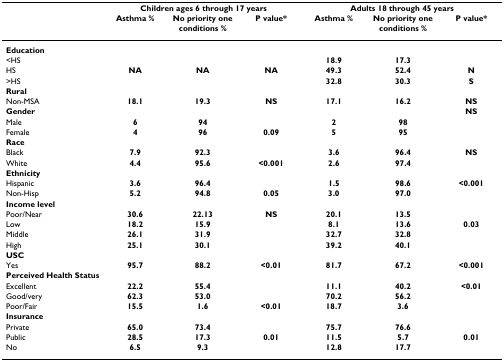 Children ages 6 through 17 years Adults 18 through 45 years
Asthma % No priority one conditions % P value* Asthma % No priority one conditions % P value*
Education
<HS 18.9 17.3
HS NA NA NA 49.3 52.4 N
>HS 32.8 30.3 S
Rural
Non-MSA 18.1 19.3 NS 17.1 16.2 NS
Gender NS
Male 6 94 2 98
Female 4 96 0.09 5 95
Race
Black 7.9 92.3 3.6 96.4 NS
White 4.4 95.6 <0.001 2.6 97.4
Ethnicity
Hispanic 3.6 96.4 1.5 98.6 <0.001
Non-Hisp 5.2 94.8 0.05 3.0 97.0
Income level
Poor/Near 30.6 22.13 NS 20.1 13.5
Low 18.2 15.9 8.1 13.6 0.03
Middle 26.1 31.9 32.7 32.8
High 25.1 30.1 39.2 40.1
USC
Yes 95.7 88.2 <0.01 81.7 67.2 <0.001
Perceived Health Status
Excellent 22.2 55.4 11.1 40.2 <0.01
Good/very 62.3 53.0 70.2 56.2
Poor/Fair 15.5 1.6 <0.01 18.7 3.6
Insurance
Private 65.0 73.4 75.7 76.6
Public 28.5 17.3 0.01 11.5 5.7 0.01
No 6.5 9.3 12.8 17.7